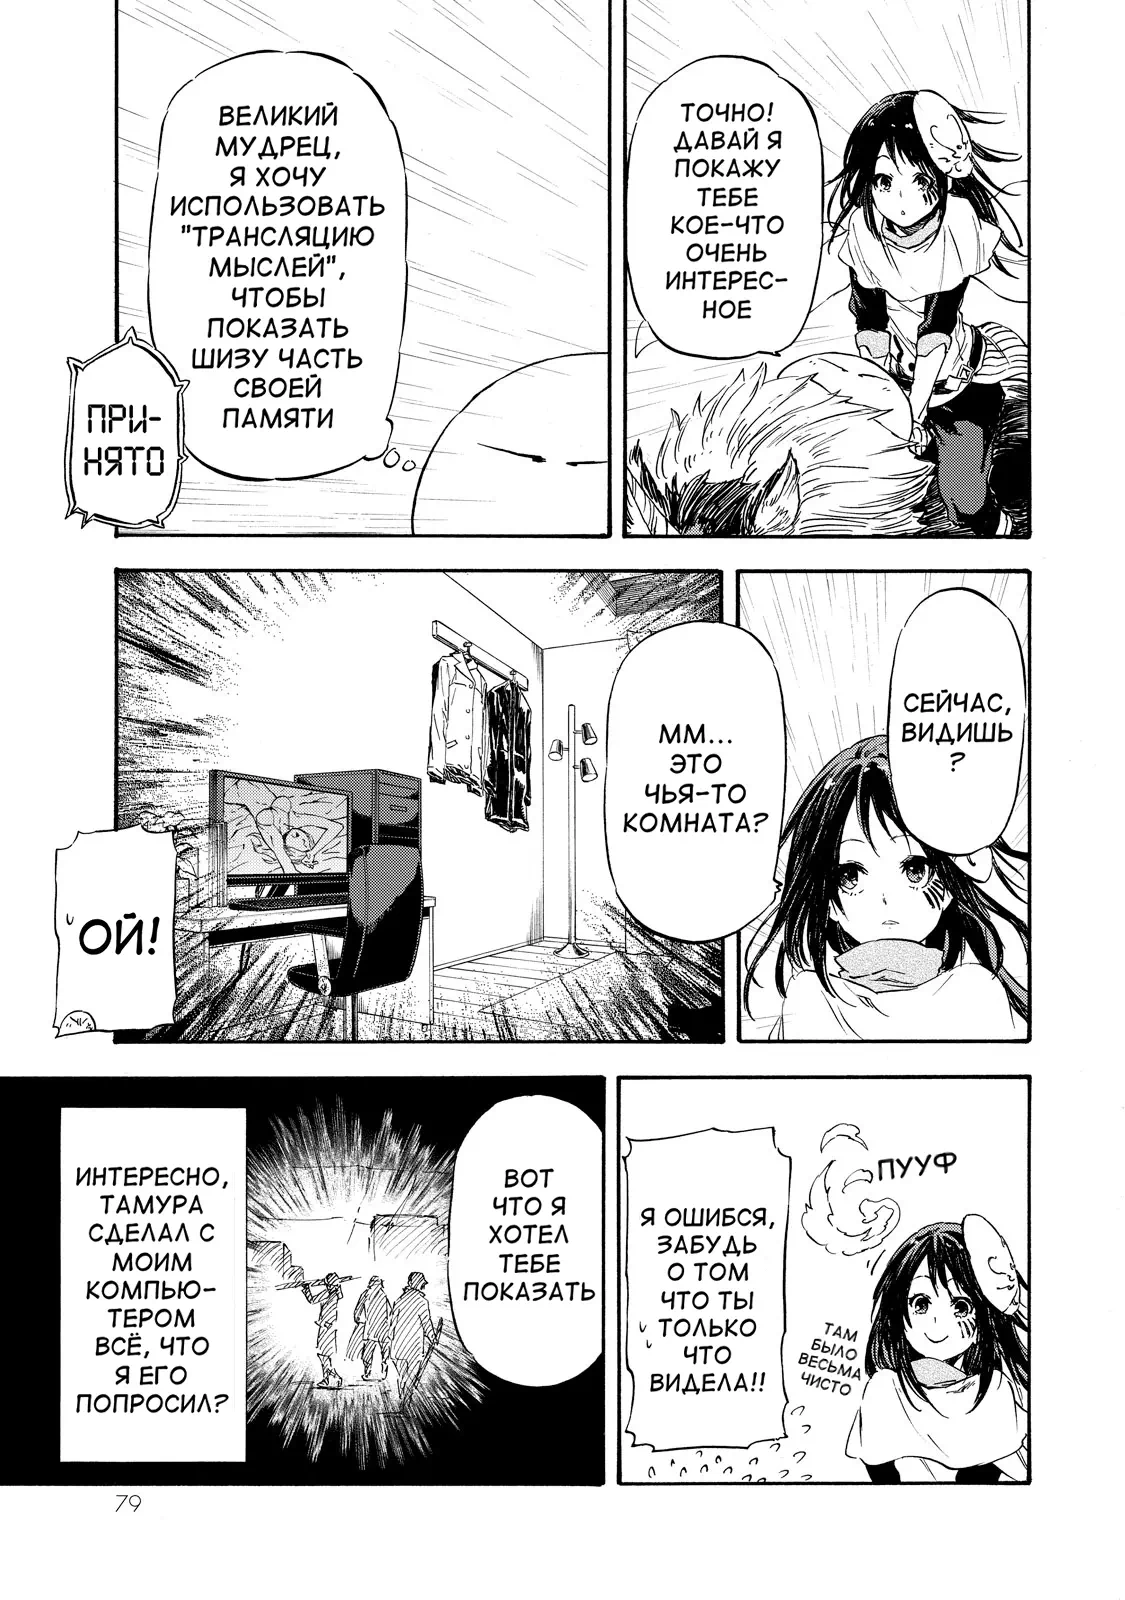 ТОЧНО!
ДАВАЙ Я
ПОКАЖУ
ТЕБЕ
КОЕ-ЧТО
ОЧЕНЬ
ИНТЕРЕС-
НОЕ
ВЕЛИКИЙ
МУДРЕЦ,
Я ХОЧУ
ИСПОЛЬЗОВАТЬ
"ТРАНСЛЯЦИЮ
МЫСЛЕЙ",
ЧТОБЫ
ПОКАЗАТЬ
ШИЗУ ЧАСТЬ
СВОЕЙ
ПАМЯТИ
ПРИ-
НЯТО
СЕЙЧАС,
ВИДИШЬ
?
ММ...
ЭТО
ЧЬЯ-ТО
КОМНАТА?
ОЙ!
ПУУФ
Я ОШИБСЯ,
ЗАБУДЬ
О ТОМ
ЧТО ТЫ
ТОЛЬКО
ЧТО
ВИДЕЛА!!
ТАМ
БЫЛО
ВЕСЬМА
ЧИСТО
ВОТ
ЧТО Я
ХОТЕЛ
ТЕБЕ
ПОКАЗАТЬ
ИНТЕРЕСНО,
ТАМУРА
СДЕЛАЛ С
МОИМ
КОМПЬЮ-
ТЕРОМ
ВСЁ, ЧТО
Я ЕГО
ПОПРОСИЛ?
79